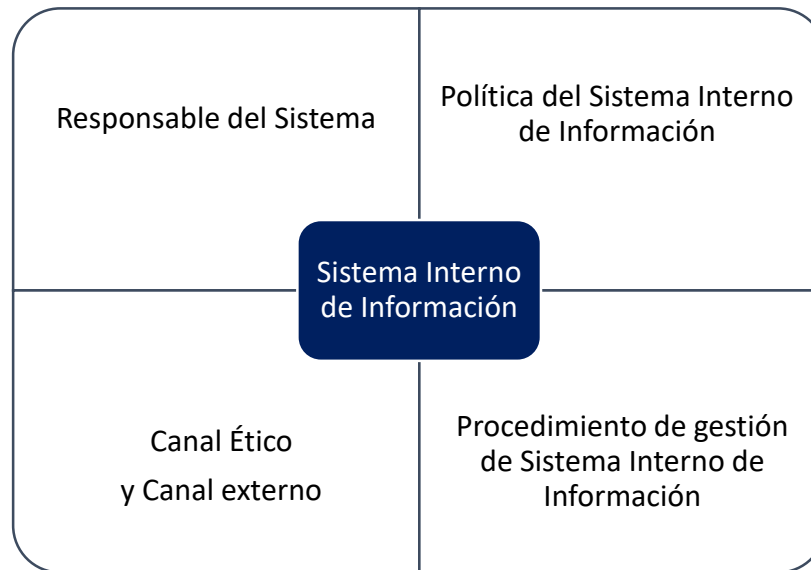 Responsable del Sistema
Política del Sistema Interno
de Información
Sistema Interno
de Información
Canal Ético
y Canal externo
Procedimiento de gestión
de Sistema Interno de
Información